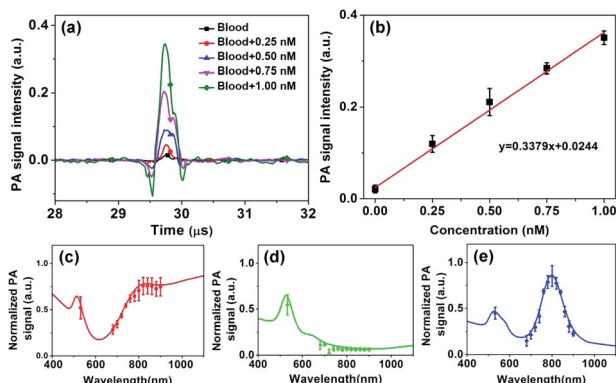 (a)
PA signal intensity (a.u.)
0.4
0.3
0.2
0.1
0.0
28 29 30 31 32
Time (μs)
Blood
Blood+0.25 nM
Blood+0.50 nM
Blood+0.75 nM
Blood+1.00 nM
(b)
PA signal intensity (a.u.)
0.4
0.2
0.0
0.00 0.25 0.50 0.75 1.00
Concentration (nM)
y=0.3379x+0.0244
(c)
Normalized PA
signal (a.u.)
1.0
0.5
0.0
400 600 800 1000
Wavelength(nm)
(d)
Normalized PA
signal (a.u.)
1.0
0.5
0.0
400 600 800 1000
Wavelength(nm)
(e)
Normalized PA
signal (a.u.)
1.0
0.5
0.0
400 600 800 1000
Wavelength(nm)